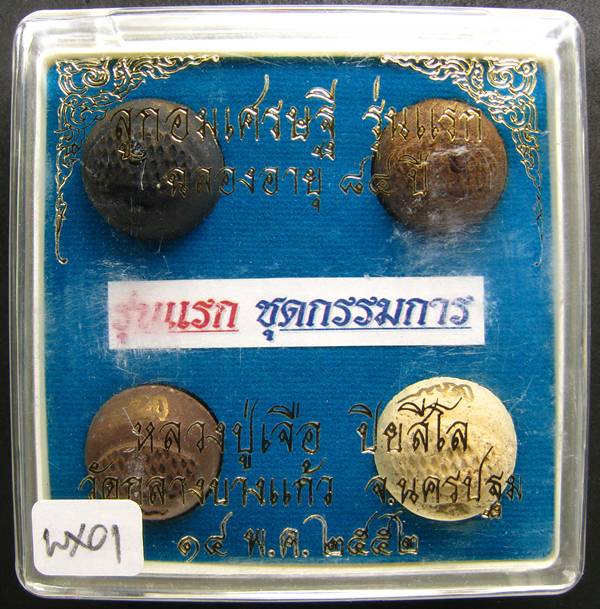 ลูกอมเศรษฐี รุ่นแรก
ฉลองอายุ ๘๔ ปี
รุ่นแรก ชุดกรรมการ
หลวงปู่เจือ ปิยสีโล
วัดกลางบางแก้ว จ.นครปฐม
๑๔ พ.ค. ๒๕๕๒
WX01